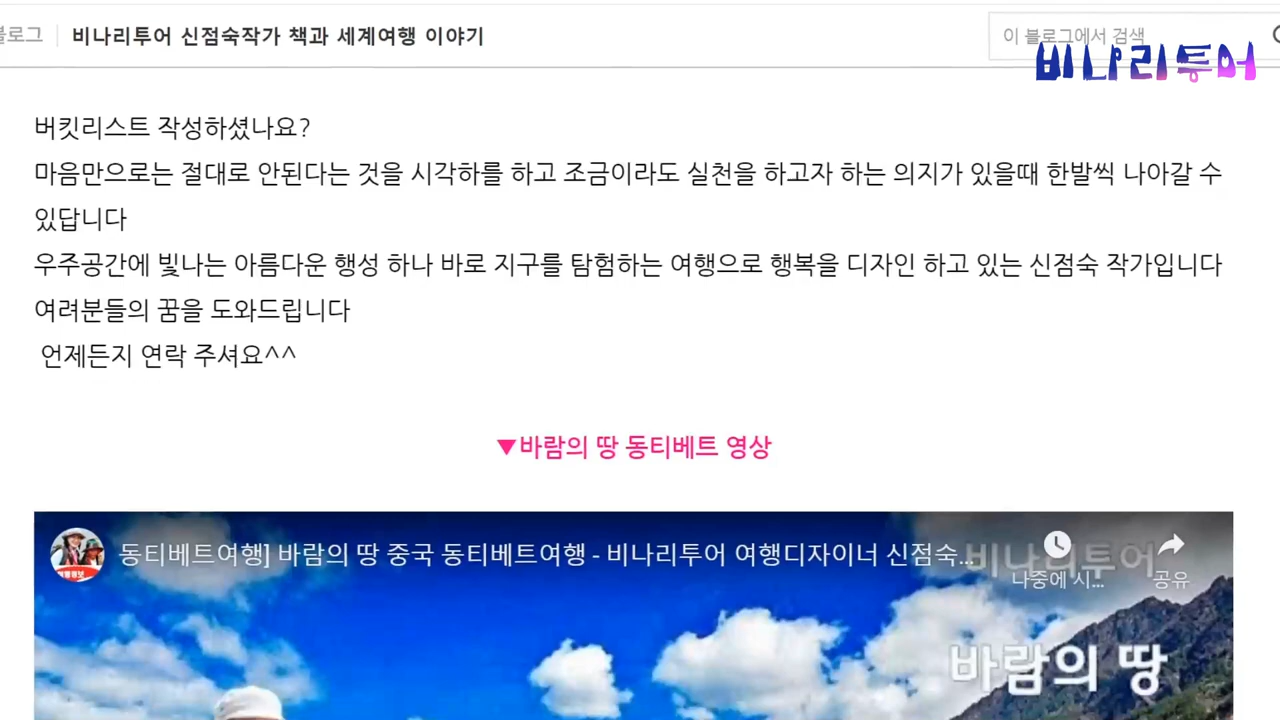 블로그 비나리투어 신점숙작가 책과 세계여행 이야기 이 블로그에서 검색
비나리투어
버킷리스트 작성하셨나요?
마음만으로는 절대로 안된다는 것을 시각하를 하고 조금이라도 실천을 하고자 하는 의지가 있을때 한발씩 나아갈 수
있답니다
우주공간에 빛나는 아름다운 행성 하나 바로 지구를 탐험하는 여행으로 행복을 디자인 하고 있는 신점숙 작가입니다
여려분들의 꿈을 도와드립니다
언제든지 연락 주셔요^^
▼바람의 땅 동티베트 영상
동티베트여행] 바람의 땅 중국 동티베트여행 - 비나리투어 여행디자이너 신점숙...
비나리투어
나중에 시... 공유
바람의 땅